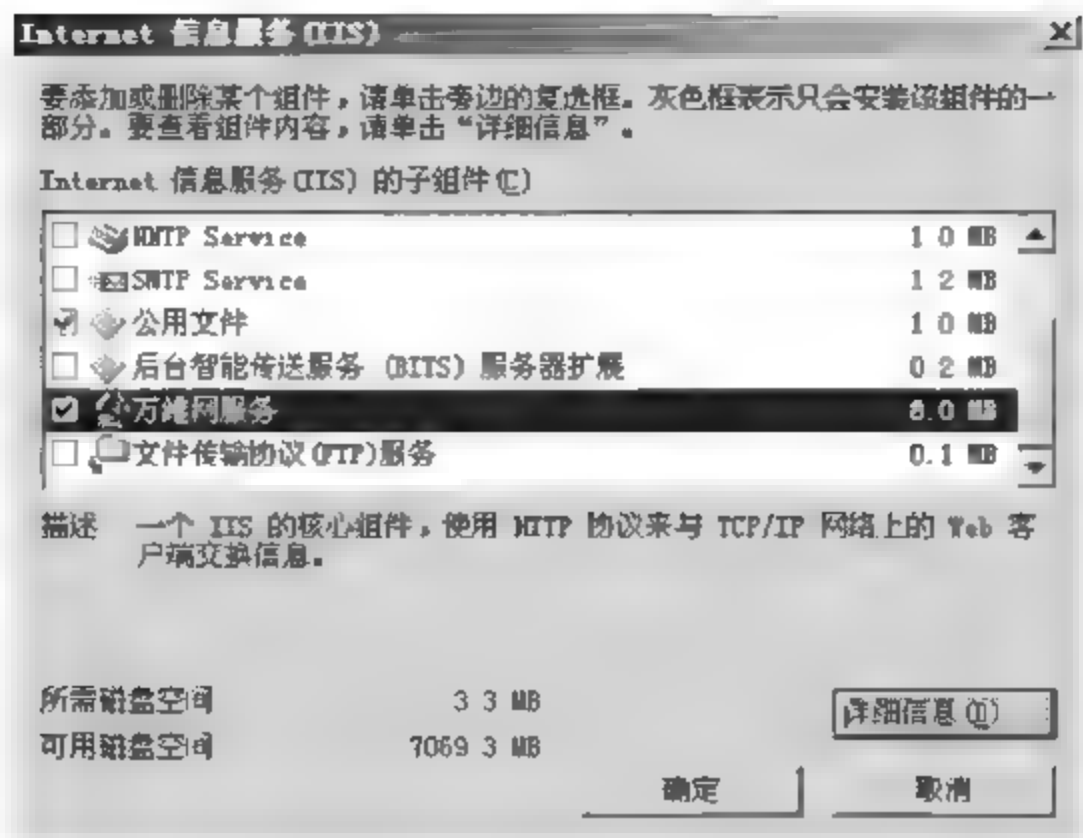 Internet 信息服务(IIS)
要添加或删除某个组件，请单击旁边的复选框。灰色框表示只会安装该组件的一
部分。要查看组件内容，请单击“详细信息”。
Internet 信息服务(IIS) 的子组件(C)
NNTP Service 1 0 MB
SMTP Service 1 2 MB
公用文件 1 0 MB
后台智能传送服务 (BITS) 服务器扩展 0 2 MB
万维网服务 8.0 MB
文件传输协议(FTP)服务 0.1 MB
描述 一个 IIS 的核心组件，使用 HTTP 协议来与 TCP/IP 网络上的 Web 客
户端交换信息。
所需磁盘空间 3 3 MB
详细信息(D)
可用磁盘空间 7069 3 MB
确定 取消